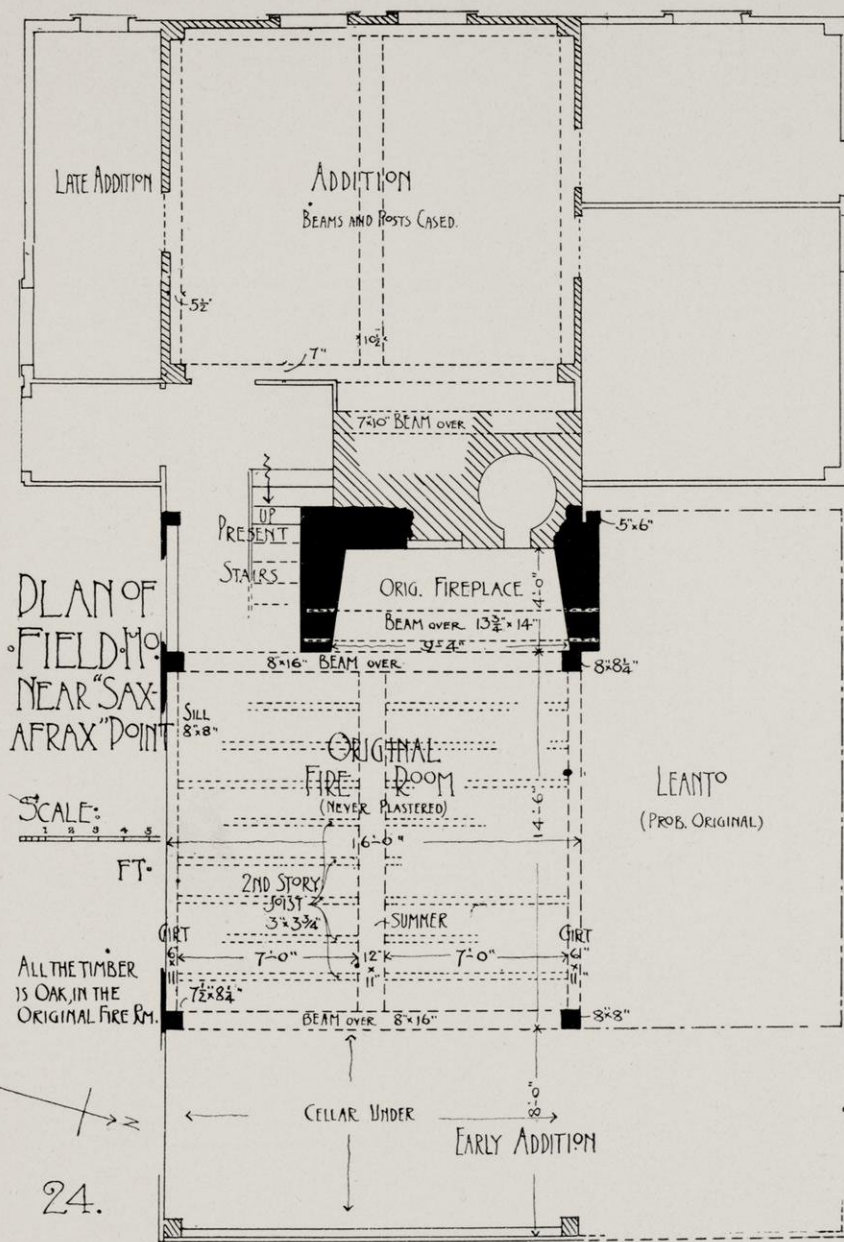 LATE ADDITION
ADDITION
BEAMS AND POSTS CASED.
5½"
10½"
7"
7"x10" BEAM OVER
UP
PRESENT
STAIRS
5"x6"
ORIG. FIREPLACE
4'-0"
BEAM OVER 13¾" x 14"
9'-4"
PLAN OF
FIELD HO.
NEAR "SAX-
AFRAX" POINT
8"x16" BEAM OVER
8"x8¼"
SILL
8"x8"
ORIGINAL
FIRE ROOM
(NEVER PLASTERED)
LEANTO
(PROB. ORIGINAL)
SCALE:
1 2 3 4 5
FT.
16'-0"
14'-6"
2ND STORY
JOIST
3"x3¾"
SUMMER
GIRT
6" x 11"
7'-0"
12" x 11"
7'-0"
GIRT
6" x 11"
ALL THE TIMBER
IS OAK, IN THE
ORIGINAL FIRE RM.
7½"x8¼"
BEAM OVER 8"x16"
8"x8"
N
CELLAR UNDER
8'-0"
EARLY ADDITION
24.